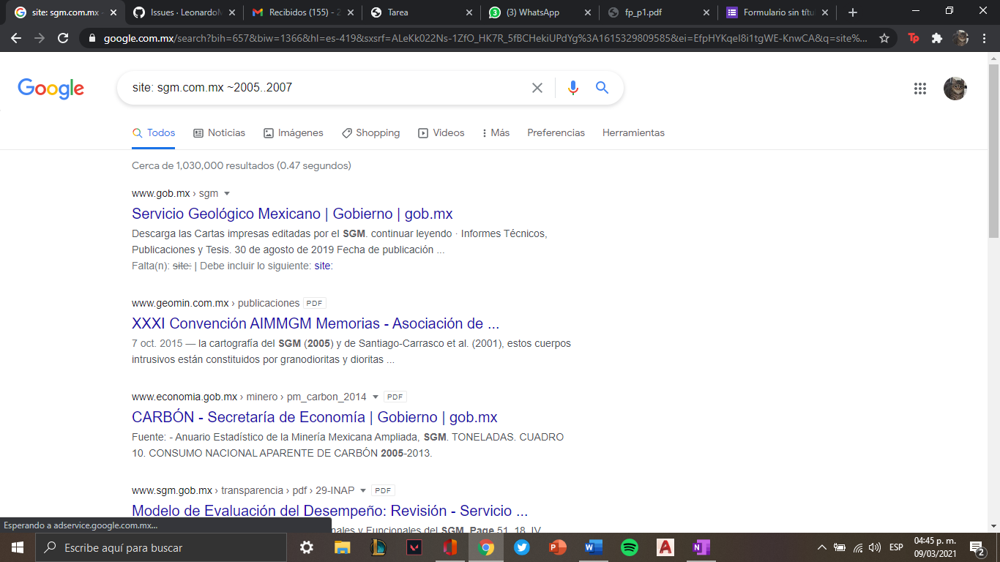 site: sgm.com.mx -
Issues · LeonardoM
Recibidos (155) - 2
Tarea
(3) WhatsApp
fp_p1.pdf
Formulario sin títu
google.com.mx/search?bih=657&biw=1366&hl=es-419&sxsrf=ALeKk022Ns-1ZfO_HK7R_5fBCHekiUPdYg%3A1615329809585&ei=EfpHYKqeI8i1tgWE-KnwCA&q=site%...
Google
site: sgm.com.mx ~2005..2007
Todos
Noticias
Imágenes
Shopping
Videos
Más
Preferencias
Herramientas
Cerca de 1,030,000 resultados (0.47 segundos)
www.gob.mx › sgm
Servicio Geológico Mexicano | Gobierno | gob.mx
Descarga las Cartas impresas editadas por el SGM. continuar leyendo · Informes Técnicos,
Publicaciones y Tesis. 30 de agosto de 2019 Fecha de publicación ...
Falta(n): site: | Debe incluir lo siguiente: site:
www.geomin.com.mx › publicaciones PDF
XXXI Convención AIMMGM Memorias - Asociación de ...
7 oct. 2015 — la cartografía del SGM (2005) y de Santiago-Carrasco et al. (2001), estos cuerpos
intrusivos están constituidos por granodioritas y dioritas ...
www.economia.gob.mx › minero › pm_carbon_2014 PDF
CARBÓN - Secretaría de Economía | Gobierno | gob.mx
Fuente: - Anuario Estadístico de la Minería Mexicana Ampliada, SGM. TONELADAS. CUADRO
10. CONSUMO NACIONAL APARENTE DE CARBÓN 2005-2013.
www.sgm.gob.mx › transparencia › pdf › 29-INAP PDF
Modelo de Evaluación del Desempeño: Revisión - Servicio ...
nales y Funcionales del SGM. Page 51. 18. IV.
Esperando a adservice.google.com.mx...
Escribe aquí para buscar
ESP
04:45 p. m.
09/03/2021
2